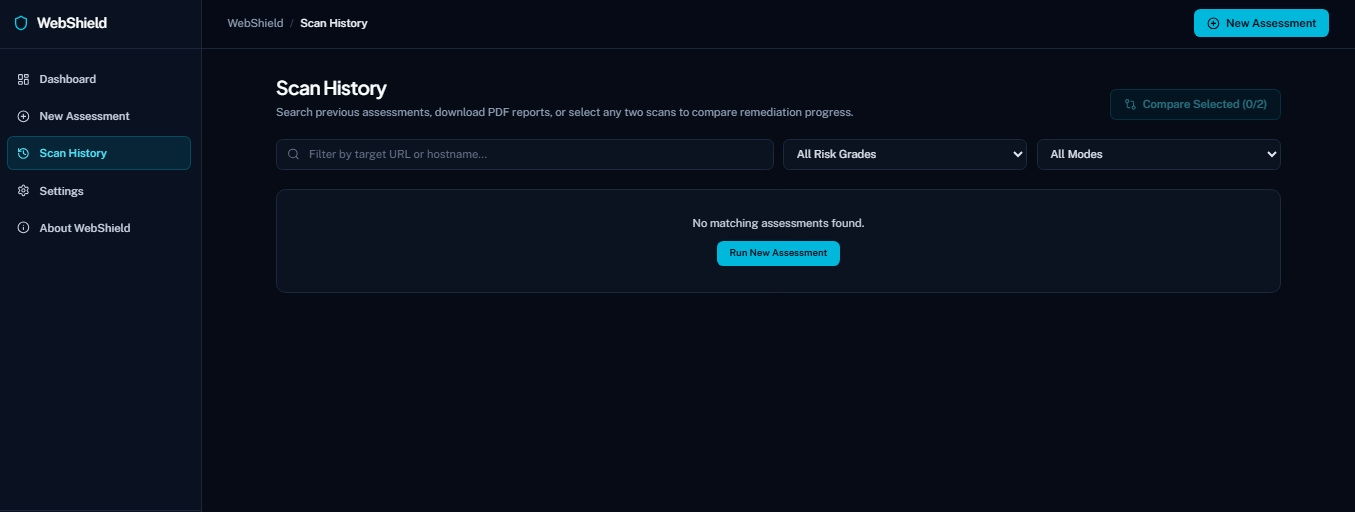 WebShield
WebShield / Scan History
New Assessment
Dashboard
New Assessment
Scan History
Settings
About WebShield
Scan History
Search previous assessments, download PDF reports, or select any two scans to compare remediation progress.
Compare Selected (0/2)
Filter by target URL or hostname...
All Risk Grades
All Modes
No matching assessments found.
Run New Assessment